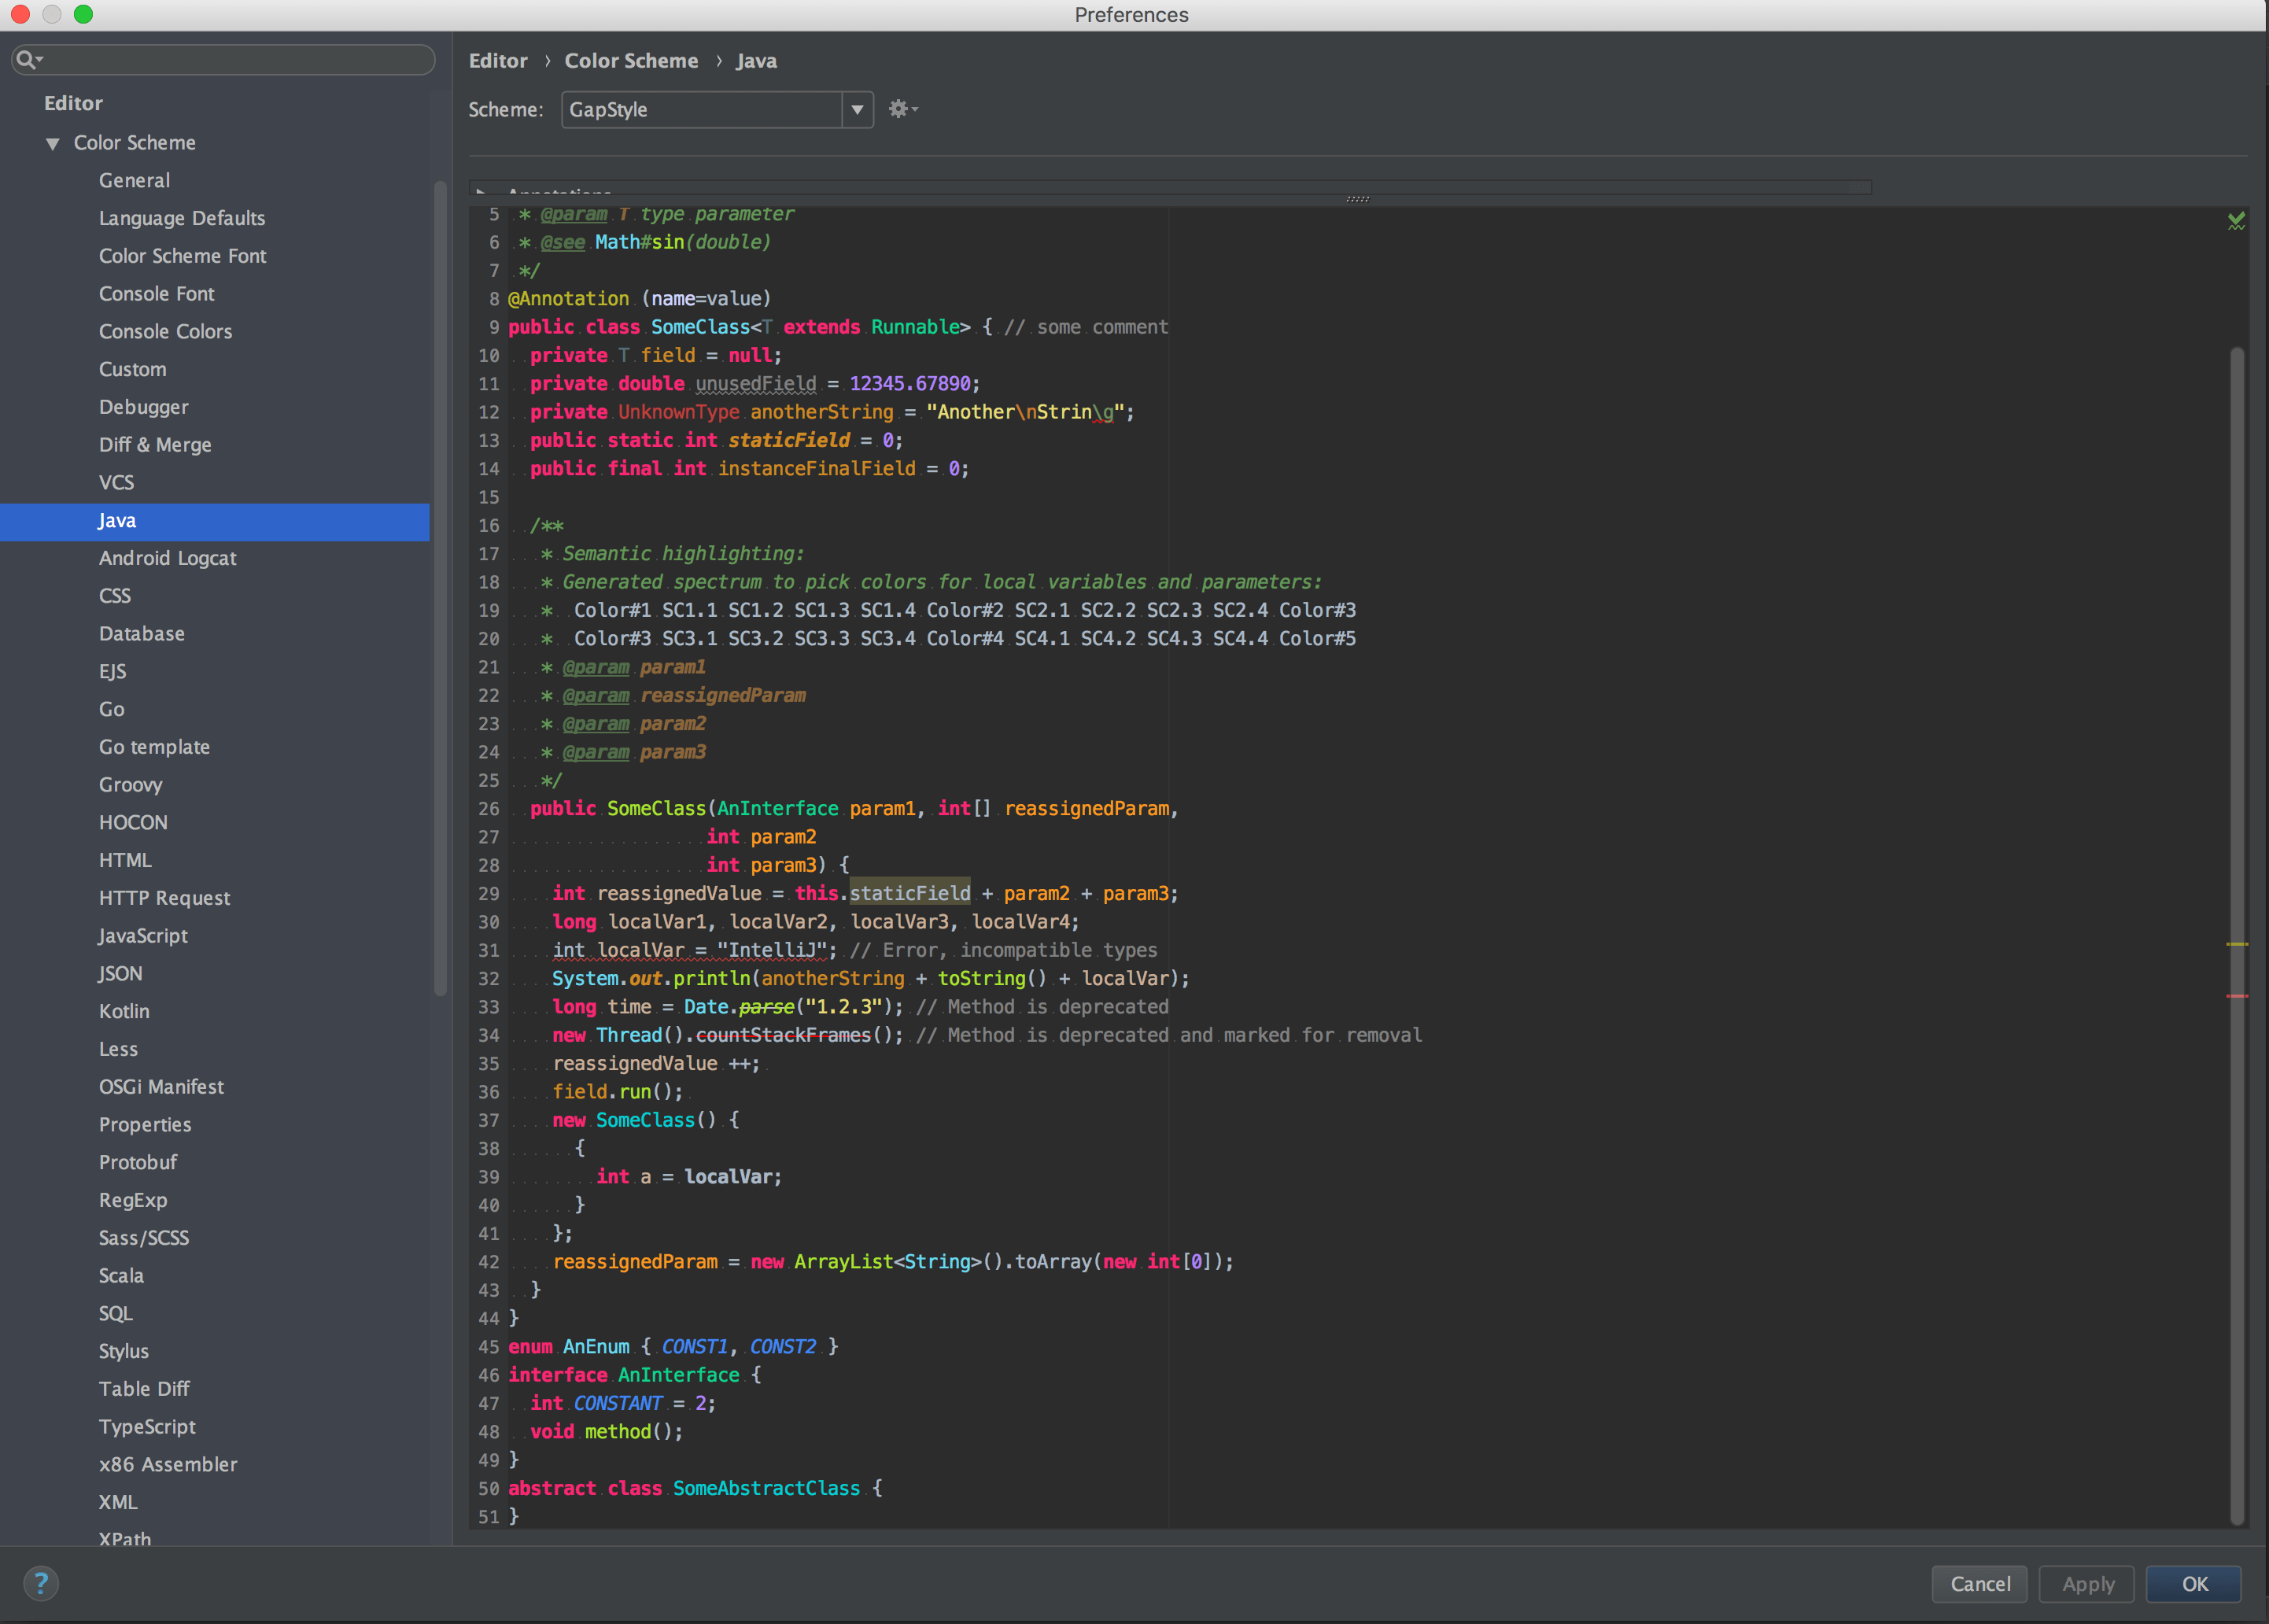 Preferences
Editor › Color Scheme › Java
Scheme: GapStyle
Editor
Color Scheme
General
Language Defaults
Color Scheme Font
Console Font
Console Colors
Custom
Debugger
Diff & Merge
VCS
Java
Android Logcat
CSS
Database
EJS
Go
Go template
Groovy
HOCON
HTML
HTTP Request
JavaScript
JSON
Kotlin
Less
OSGi Manifest
Properties
Protobuf
RegExp
Sass/SCSS
Scala
SQL
Stylus
Table Diff
TypeScript
x86 Assembler
XML
XPath
Annotations
5 * @param T type parameter
6 * @see Math#sin(double)
7 */
8 @Annotation (name=value)
9 public class SomeClass<T extends Runnable> { // some comment
10 private T field = null;
11 private double unusedField = 12345.67890;
12 private UnknownType anotherString = "Another\nStrin\g";
13 public static int staticField = 0;
14 public final int instanceFinalField = 0;
15
16 /**
17 * Semantic highlighting:
18 * Generated spectrum to pick colors for local variables and parameters:
19 * Color#1 SC1.1 SC1.2 SC1.3 SC1.4 Color#2 SC2.1 SC2.2 SC2.3 SC2.4 Color#3
20 * Color#3 SC3.1 SC3.2 SC3.3 SC3.4 Color#4 SC4.1 SC4.2 SC4.3 SC4.4 Color#5
21 * @param param1
22 * @param reassignedParam
23 * @param param2
24 * @param param3
25 */
26 public SomeClass(AnInterface param1, int[] reassignedParam,
27 int param2
28 int param3) {
29 int reassignedValue = this.staticField + param2 + param3;
30 long localVar1, localVar2, localVar3, localVar4;
31 int localVar = "IntelliJ"; // Error, incompatible types
32 System.out.println(anotherString + toString() + localVar);
33 long time = Date.parse("1.2.3"); // Method is deprecated
34 new Thread().countStackFrames(); // Method is deprecated and marked for removal
35 reassignedValue ++;
36 field.run();
37 new SomeClass() {
38 {
39 int a = localVar;
40 }
41 };
42 reassignedParam = new ArrayList<String>().toArray(new int[0]);
43 }
44 }
45 enum AnEnum { CONST1, CONST2 }
46 interface AnInterface {
47 int CONSTANT = 2;
48 void method();
49 }
50 abstract class SomeAbstractClass {
51 }
?
Cancel
Apply
OK